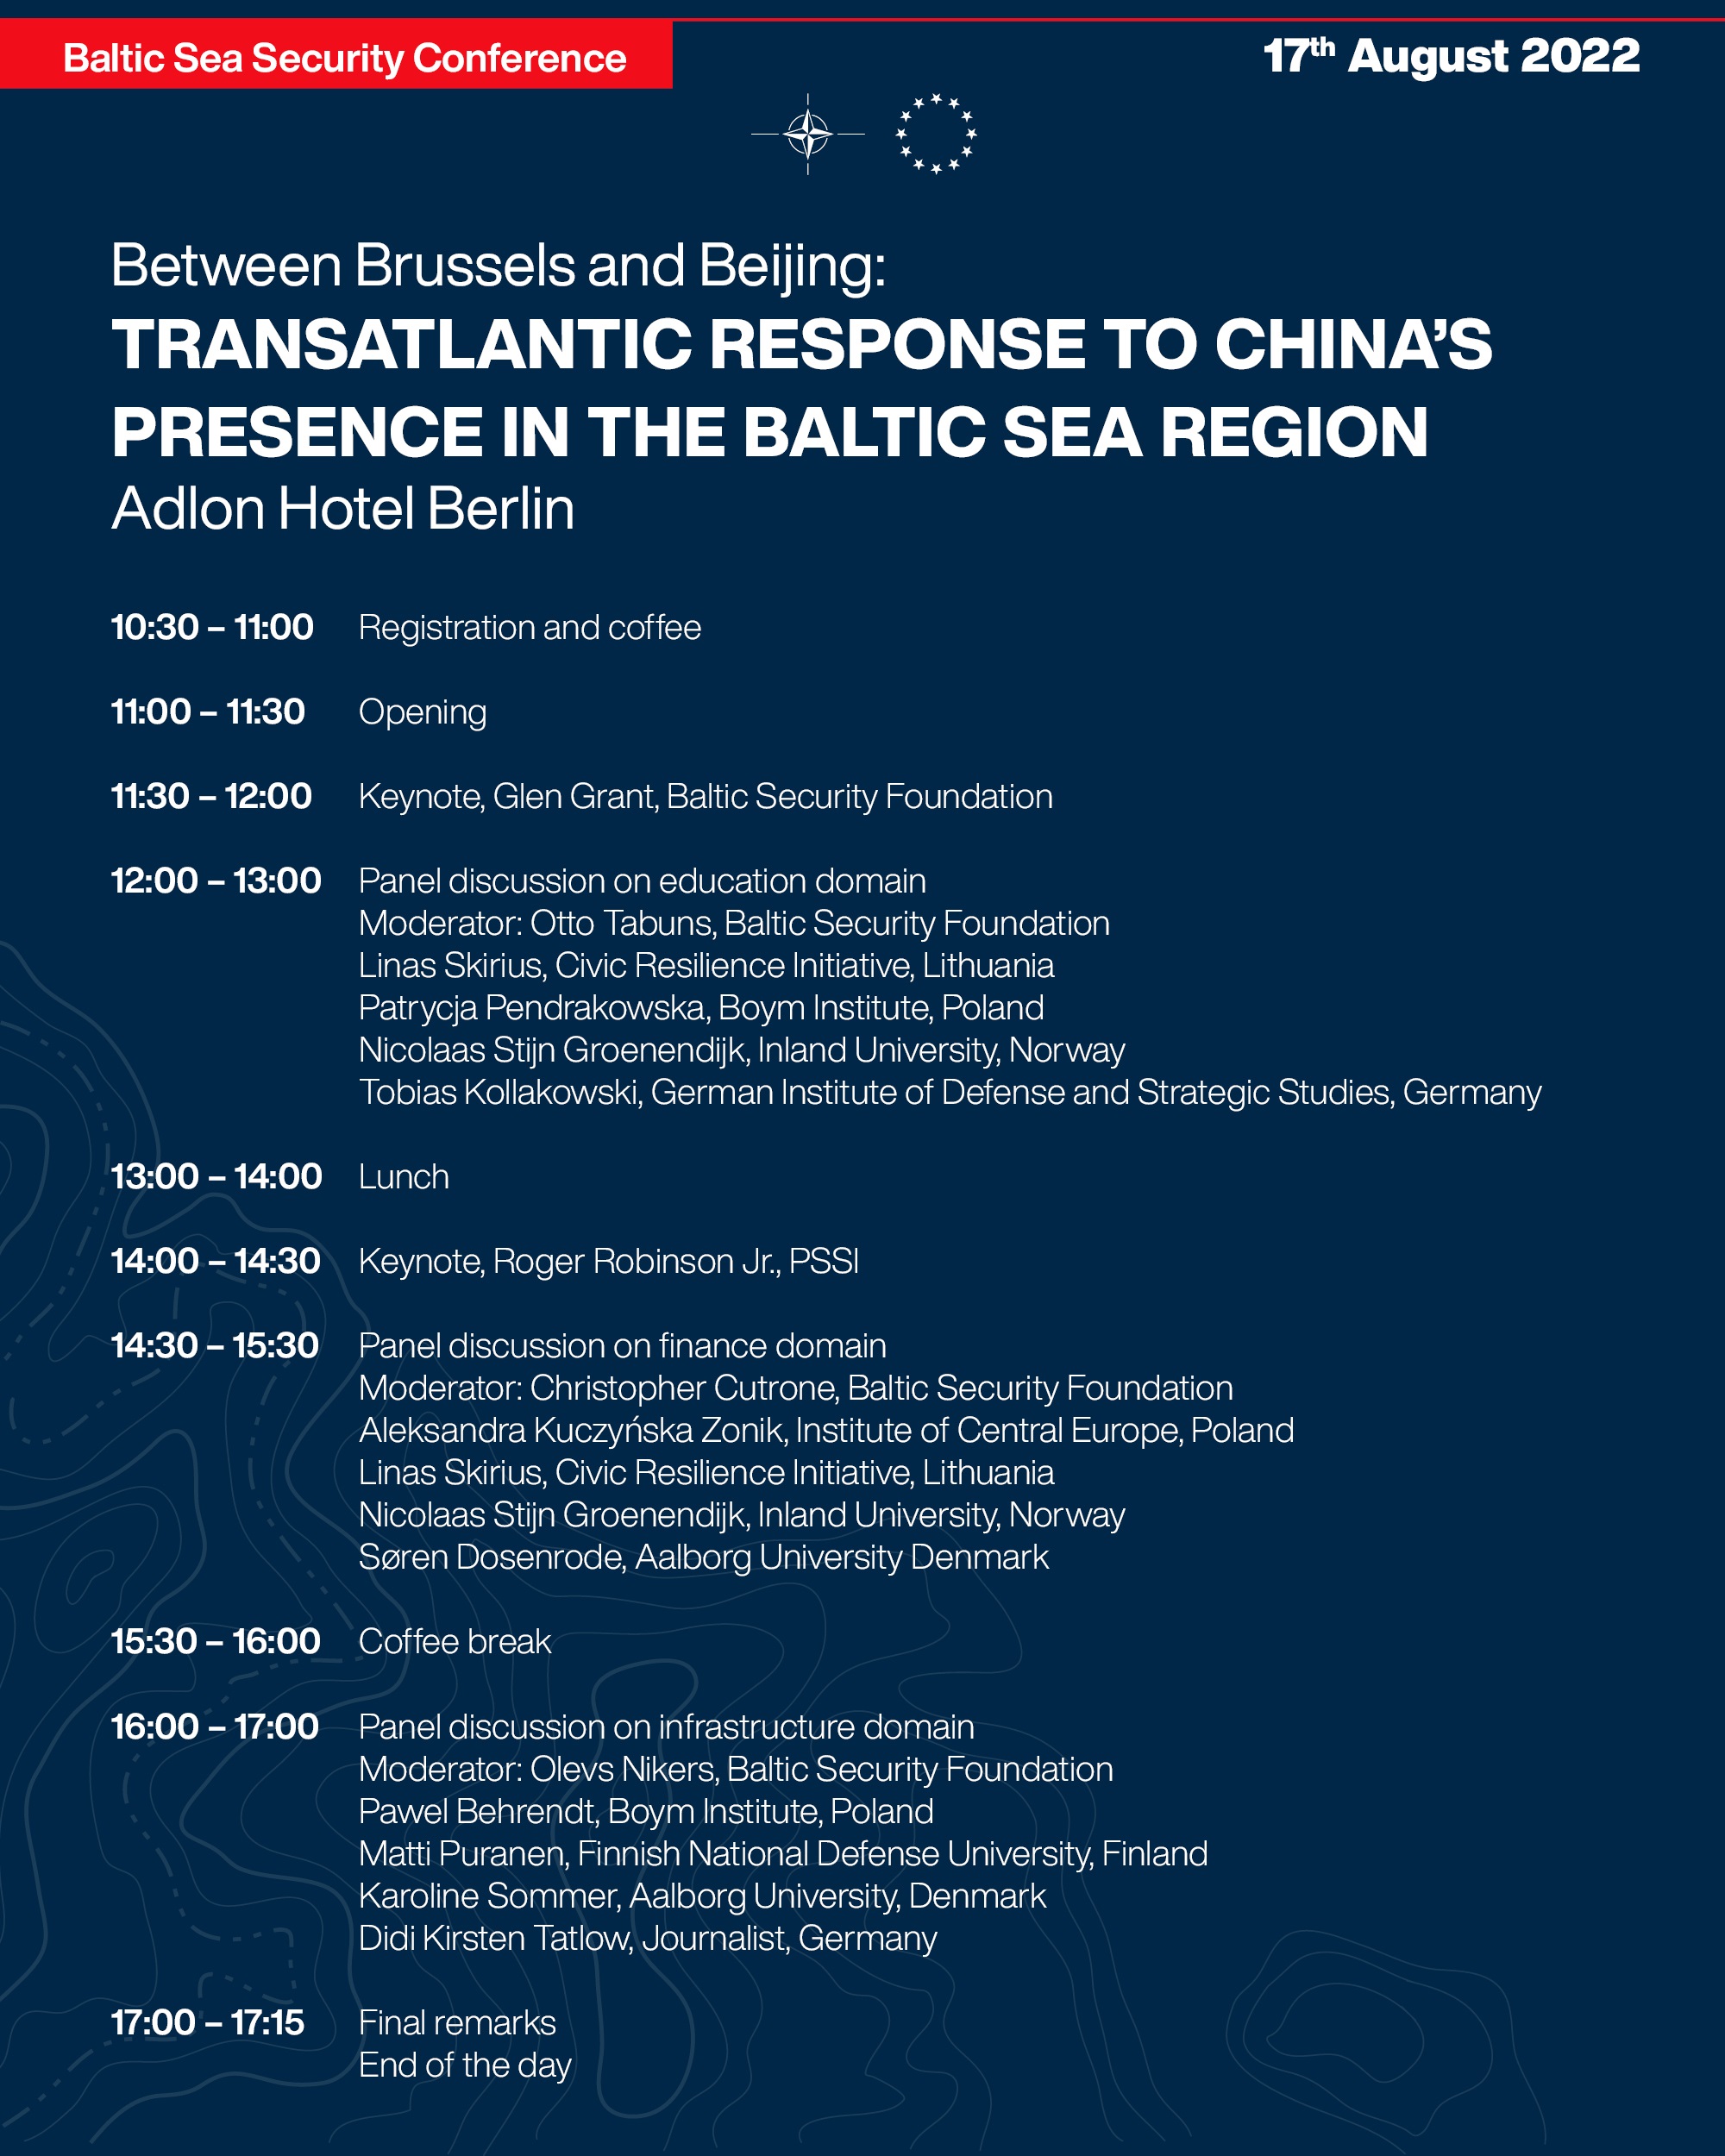 Baltic Sea Security Conference
17th August 2022
Between Brussels and Beijing:
TRANSATLANTIC RESPONSE TO CHINA’S
PRESENCE IN THE BALTIC SEA REGION
Adlon Hotel Berlin
10:30 – 11:00 Registration and coffee
11:00 – 11:30 Opening
11:30 – 12:00 Keynote, Glen Grant, Baltic Security Foundation
12:00 – 13:00 Panel discussion on education domain
Moderator: Otto Tabuns, Baltic Security Foundation
Linas Skirius, Civic Resilience Initiative, Lithuania
Patrycja Pendrakowska, Boym Institute, Poland
Nicolaas Stijn Groenendijk, Inland University, Norway
Tobias Kollakowski, German Institute of Defense and Strategic Studies, Germany
13:00 – 14:00 Lunch
14:00 – 14:30 Keynote, Roger Robinson Jr., PSSI
14:30 – 15:30 Panel discussion on finance domain
Moderator: Christopher Cutrone, Baltic Security Foundation
Aleksandra Kuczyńska Zonik, Institute of Central Europe, Poland
Linas Skirius, Civic Resilience Initiative, Lithuania
Nicolaas Stijn Groenendijk, Inland University, Norway
Søren Dosenrode, Aalborg University Denmark
15:30 – 16:00 Coffee break
16:00 – 17:00 Panel discussion on infrastructure domain
Moderator: Olevs Nikers, Baltic Security Foundation
Pawel Behrendt, Boym Institute, Poland
Matti Puranen, Finnish National Defense University, Finland
Karoline Sommer, Aalborg University, Denmark
Didi Kirsten Tatlow, Journalist, Germany
17:00 – 17:15 Final remarks
End of the day